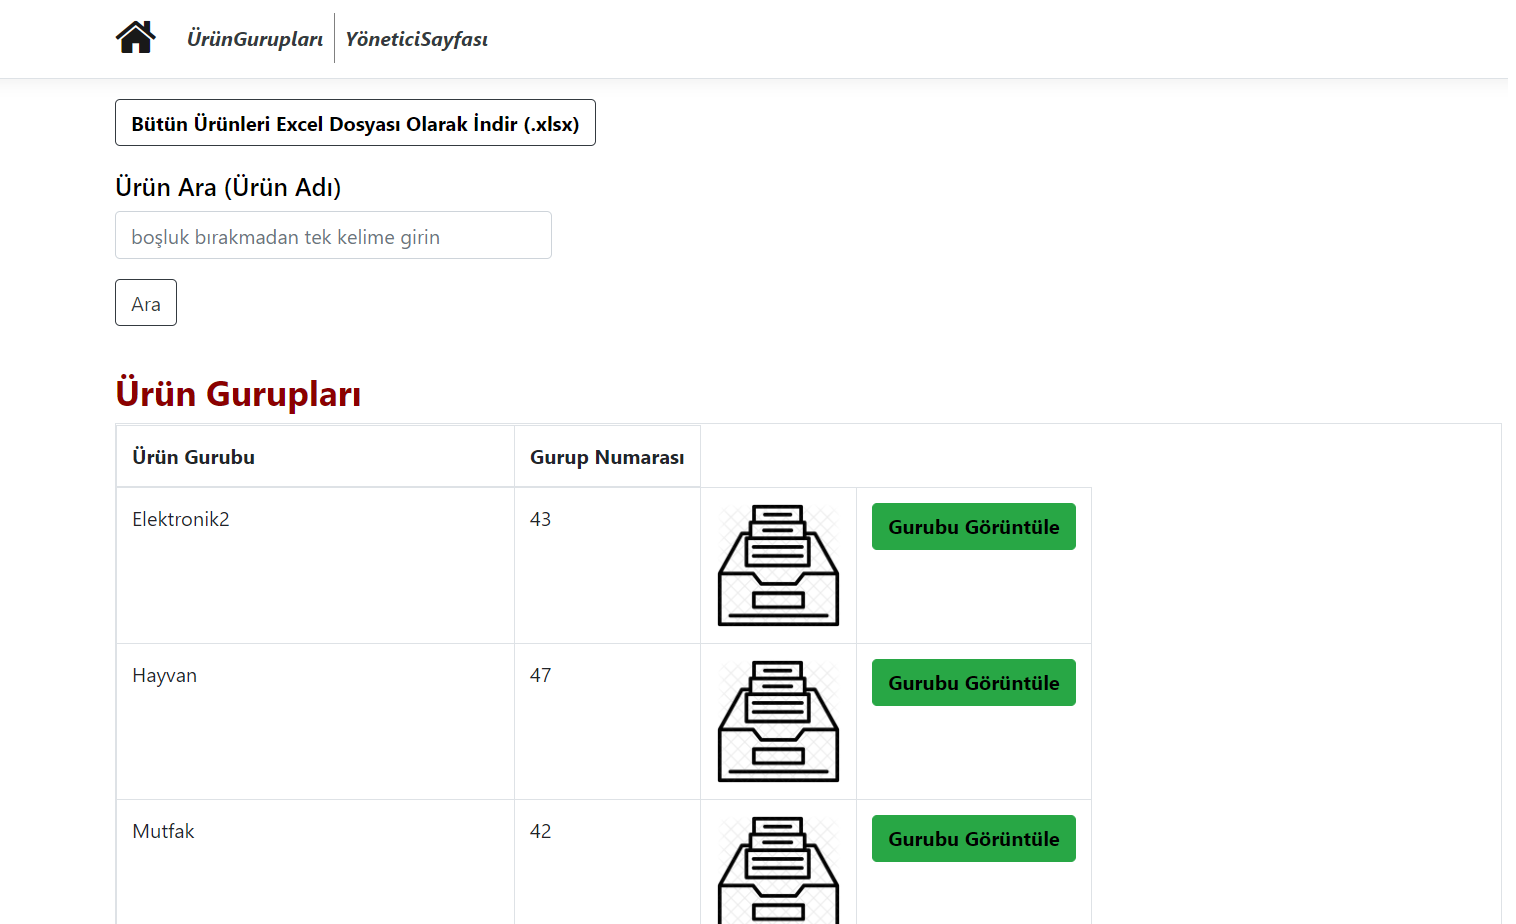 ÜrünGurupları YöneticiSayfası
Bütün Ürünleri Excel Dosyası Olarak İndir (.xlsx)
Ürün Ara (Ürün Adı)
boşluk bırakmadan tek kelime girin
Ara
Ürün Gurupları
Ürün Gurubu Gurup Numarası
Elektronik2 43 Gurubu Görüntüle
Hayvan 47 Gurubu Görüntüle
Mutfak 42 Gurubu Görüntüle